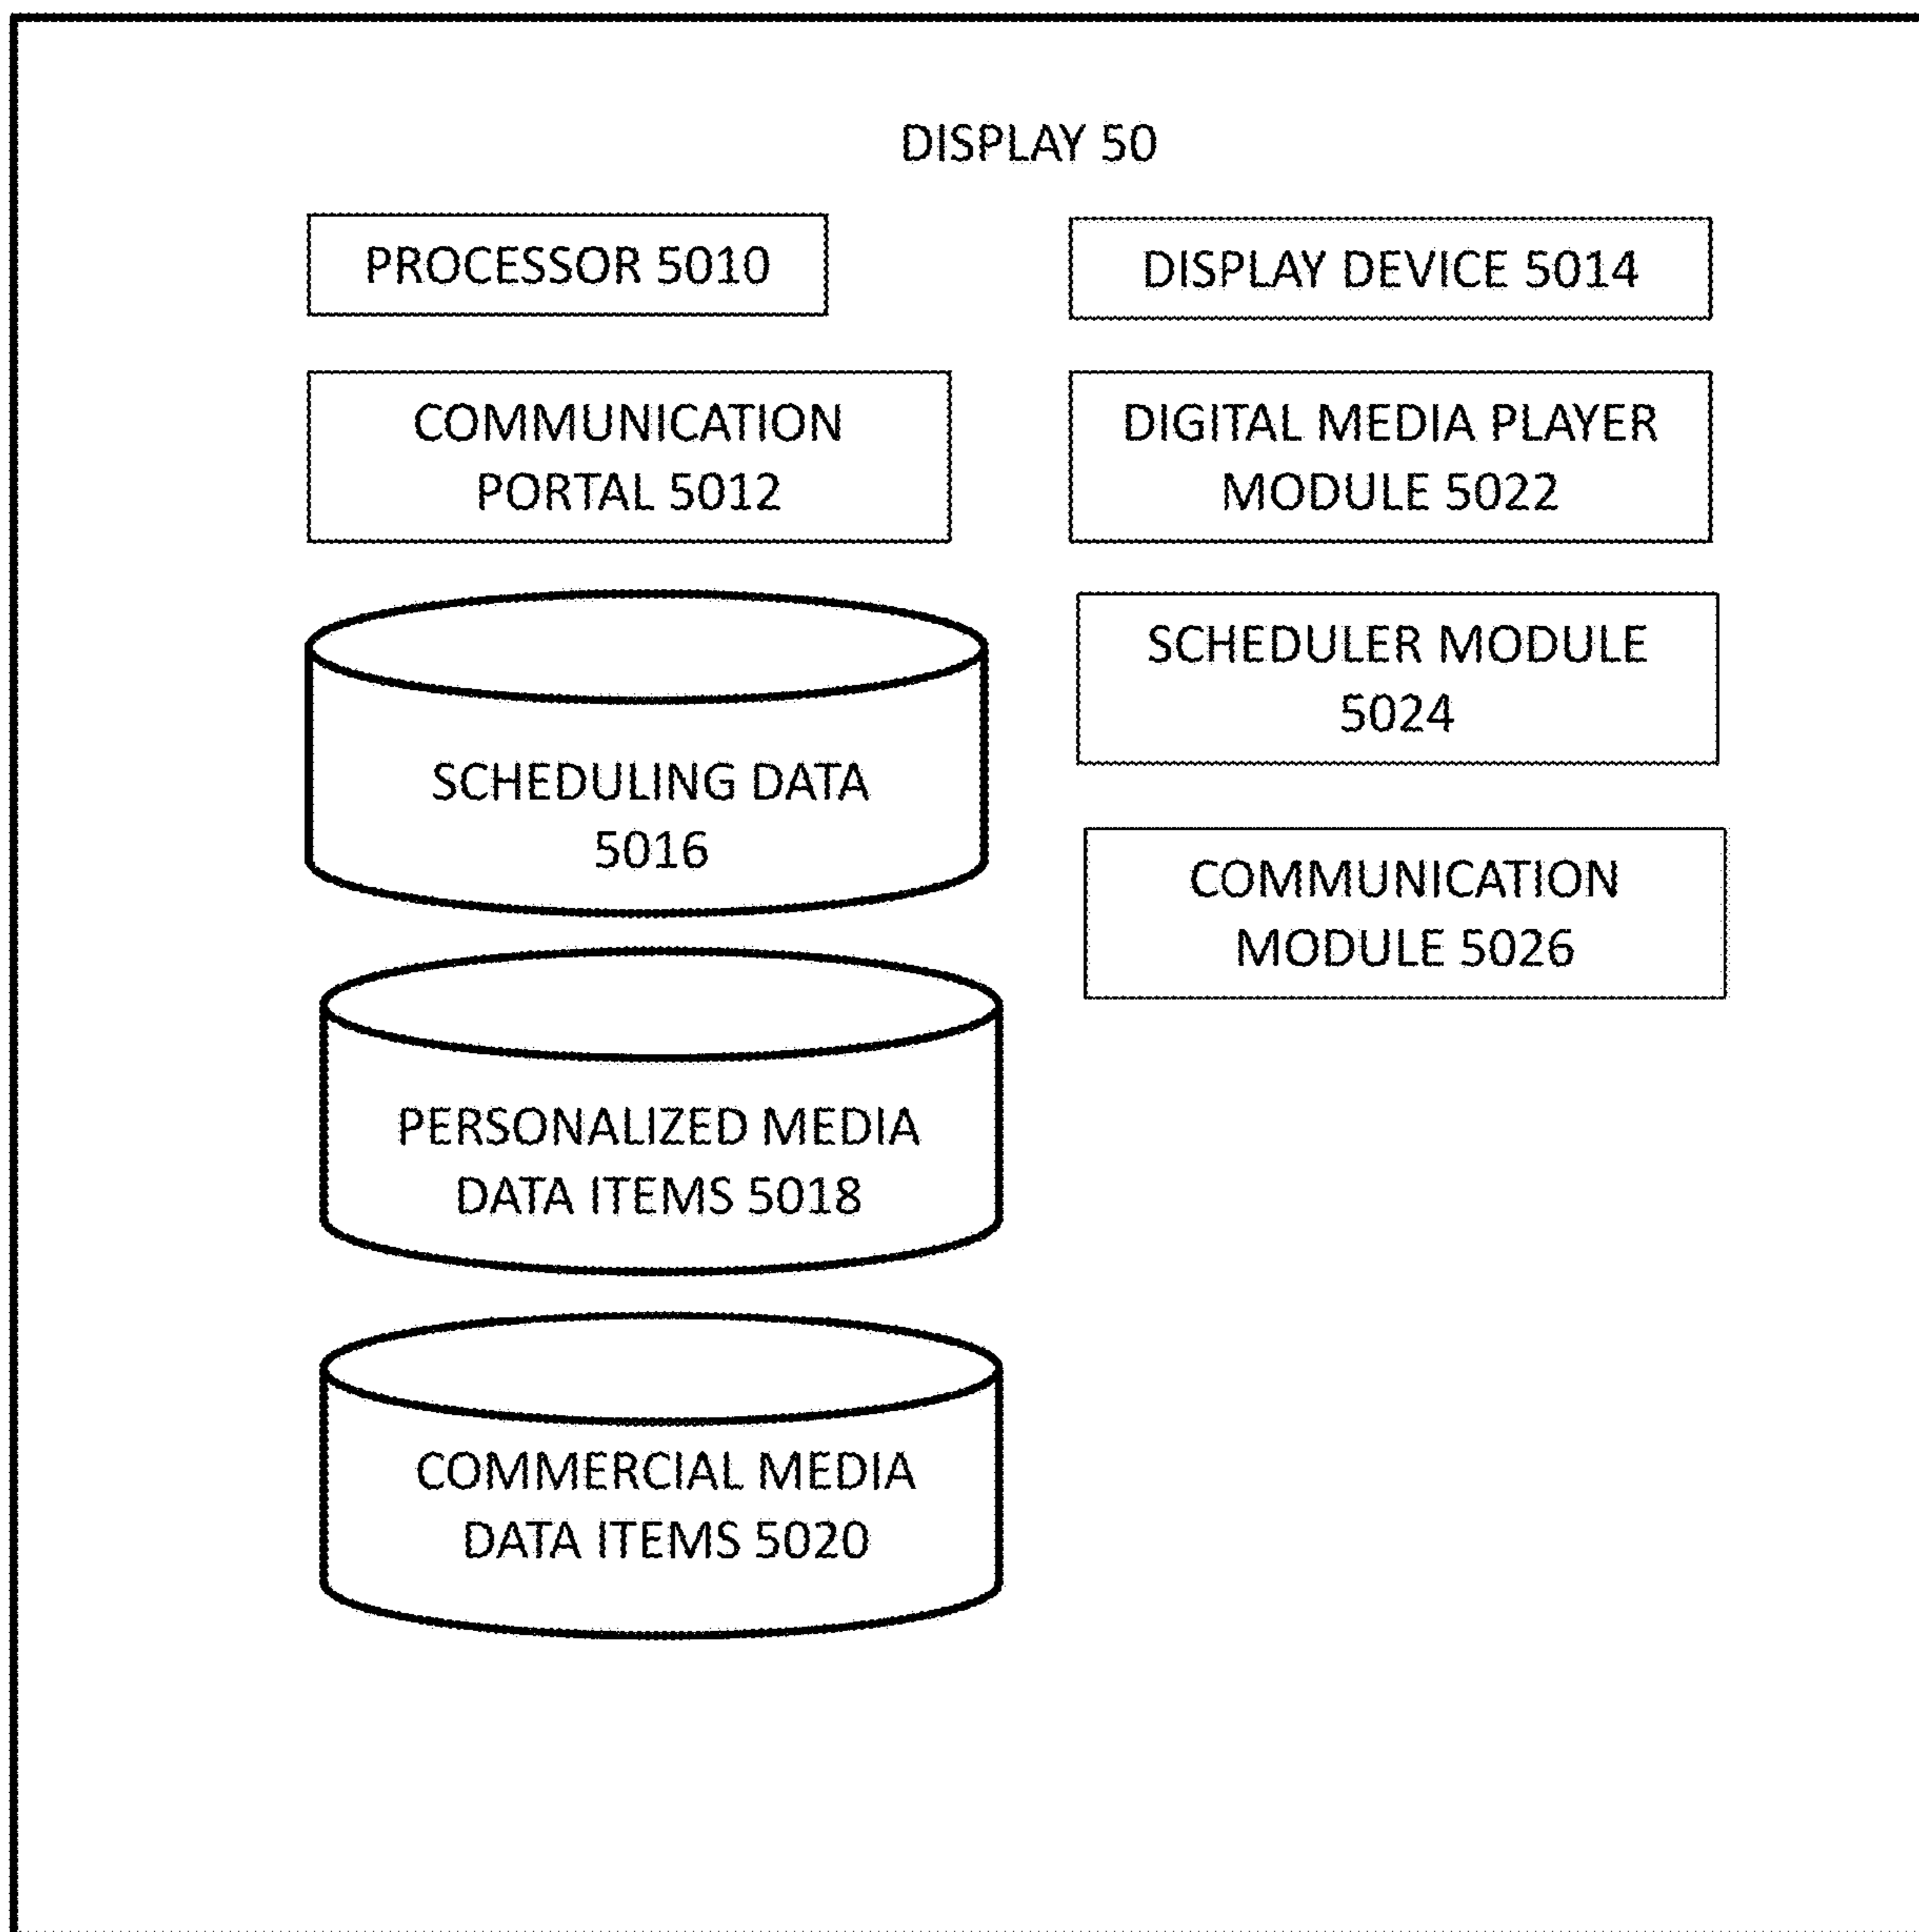 DISPLAY 50
PROCESSOR 5010
DISPLAY DEVICE 5014
COMMUNICATION
PORTAL 5012
DIGITAL MEDIA PLAYER
MODULE 5022
SCHEDULING DATA
5016
SCHEDULER MODULE
5024
COMMUNICATION
MODULE 5026
PERSONALIZED MEDIA
DATA ITEMS 5018
COMMERCIAL MEDIA
DATA ITEMS 5020